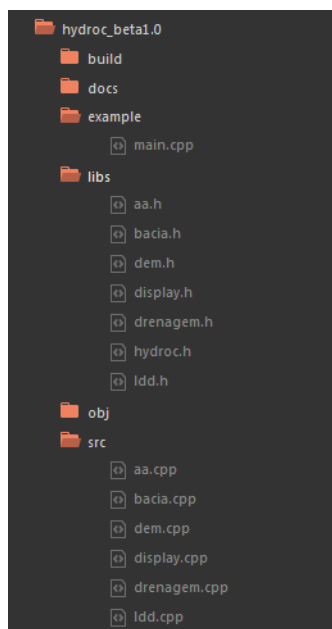 hydroc_beta1.0
build
docs
example
main.cpp
libs
aa.h
bacia.h
dem.h
display.h
drenagem.h
hydroc.h
ldd.h
obj
src
aa.cpp
bacia.cpp
dem.cpp
display.cpp
drenagem.cpp
ldd.cpp